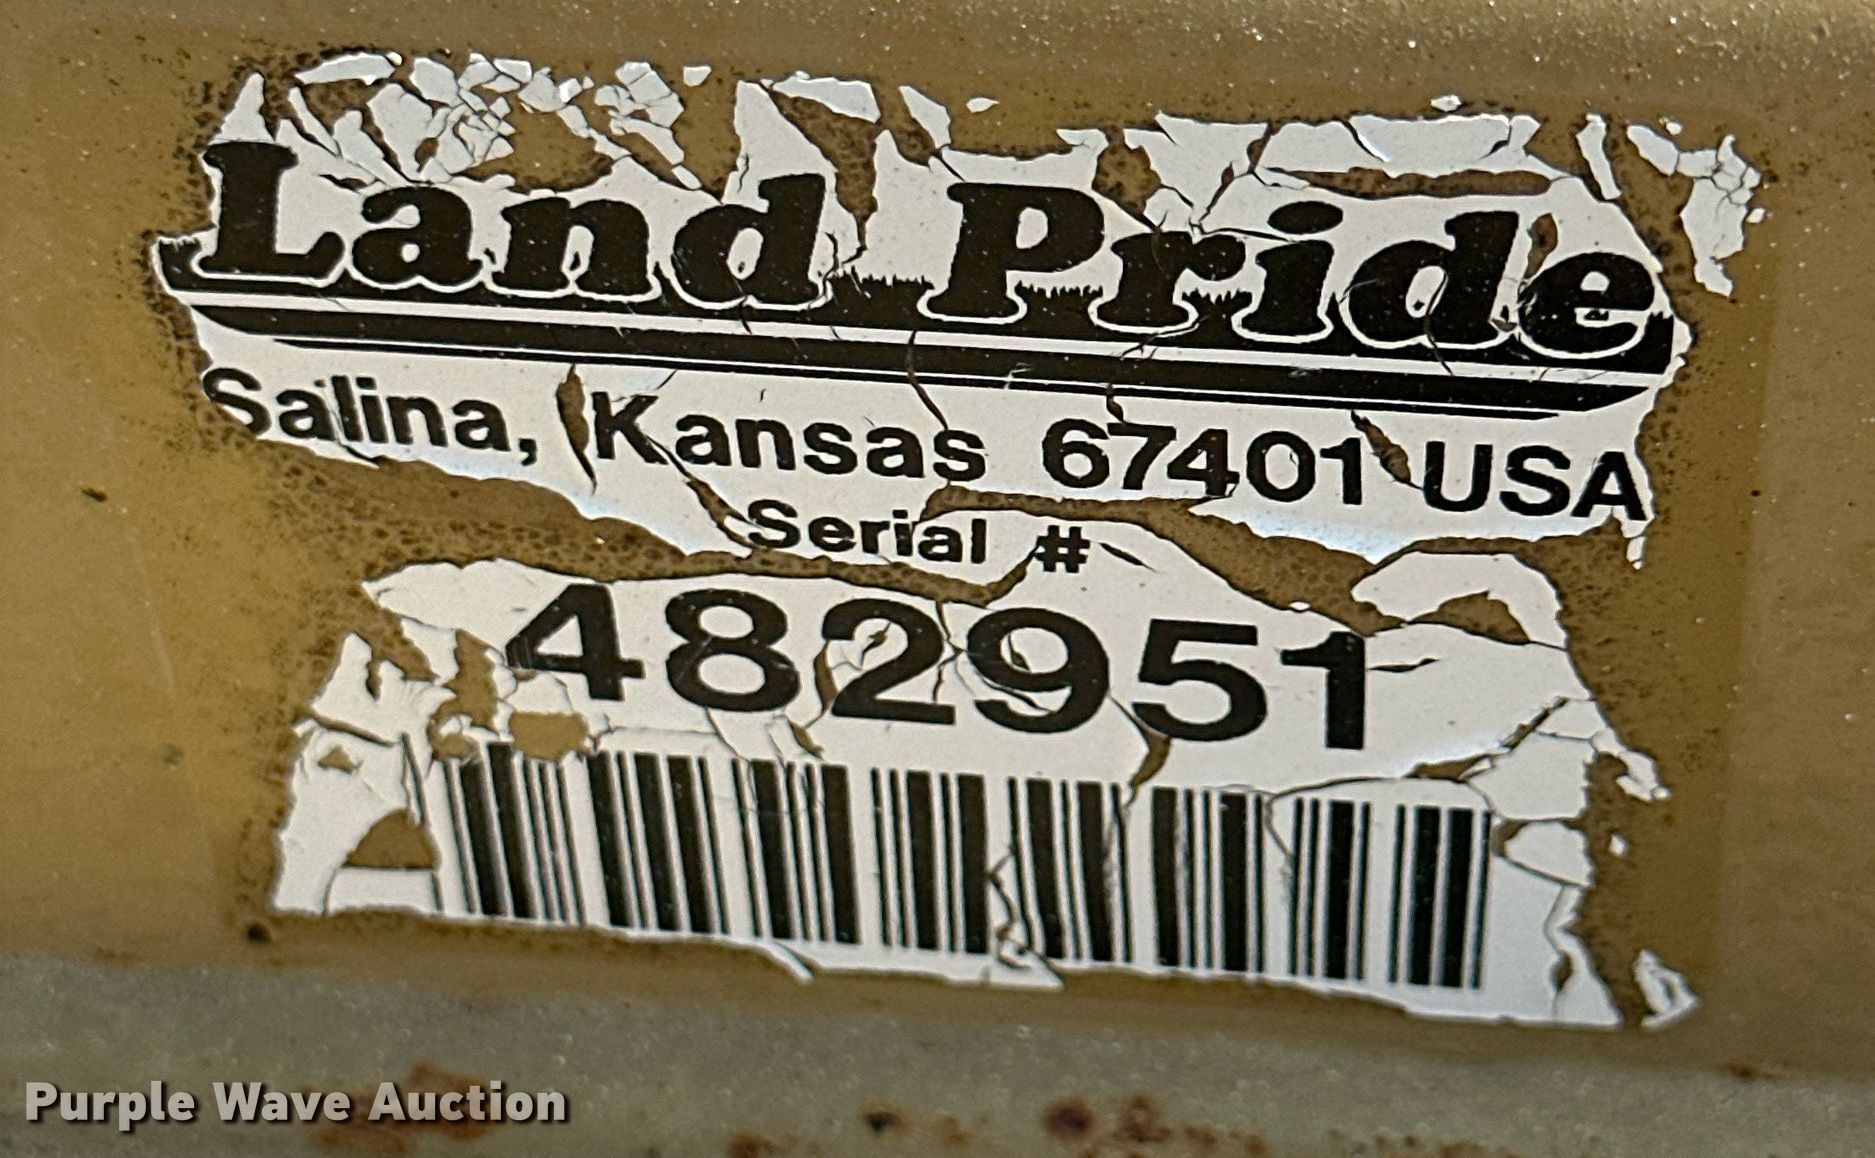 Land Pride
Salina, Kansas 67401 USA
Serial #
482951
Purple Wave Auction